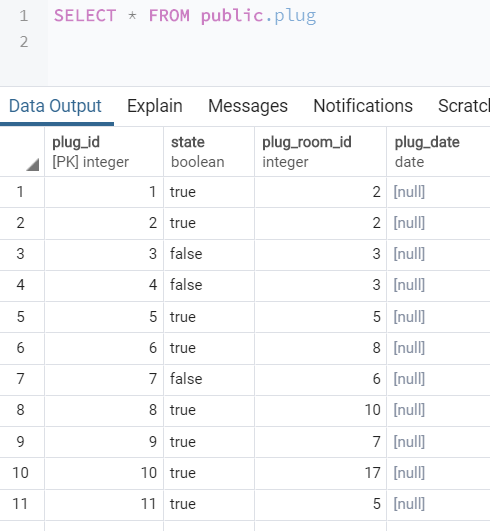 1 SELECT * FROM public.plug
2
Data Output Explain Messages Notifications Scratcl
plug_id state plug_room_id plug_date
[PK] integer boolean integer date
1 1 true 2 [null]
2 2 true 2 [null]
3 3 false 3 [null]
4 4 false 3 [null]
5 5 true 5 [null]
6 6 true 8 [null]
7 7 false 6 [null]
8 8 true 10 [null]
9 9 true 7 [null]
10 10 true 17 [null]
11 11 true 5 [null]